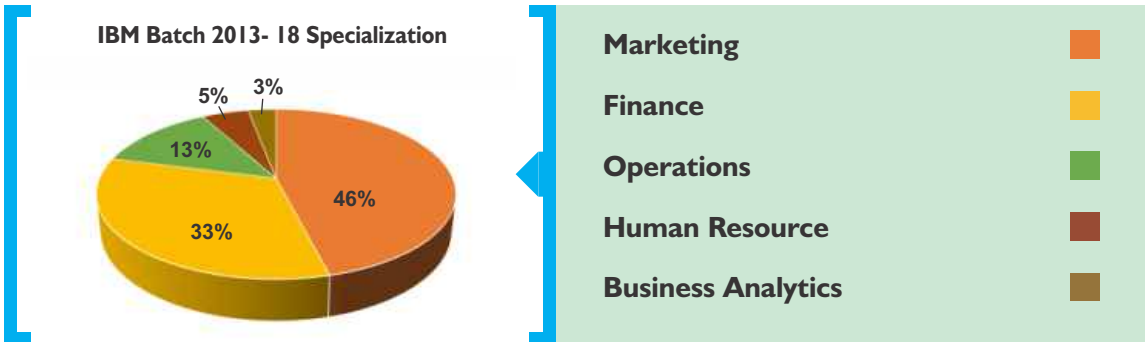 IBM Batch 2013- 18 Specialization
3%
5%
13%
46%
33%
Marketing
Finance
Operations
Human Resource
Business Analytics